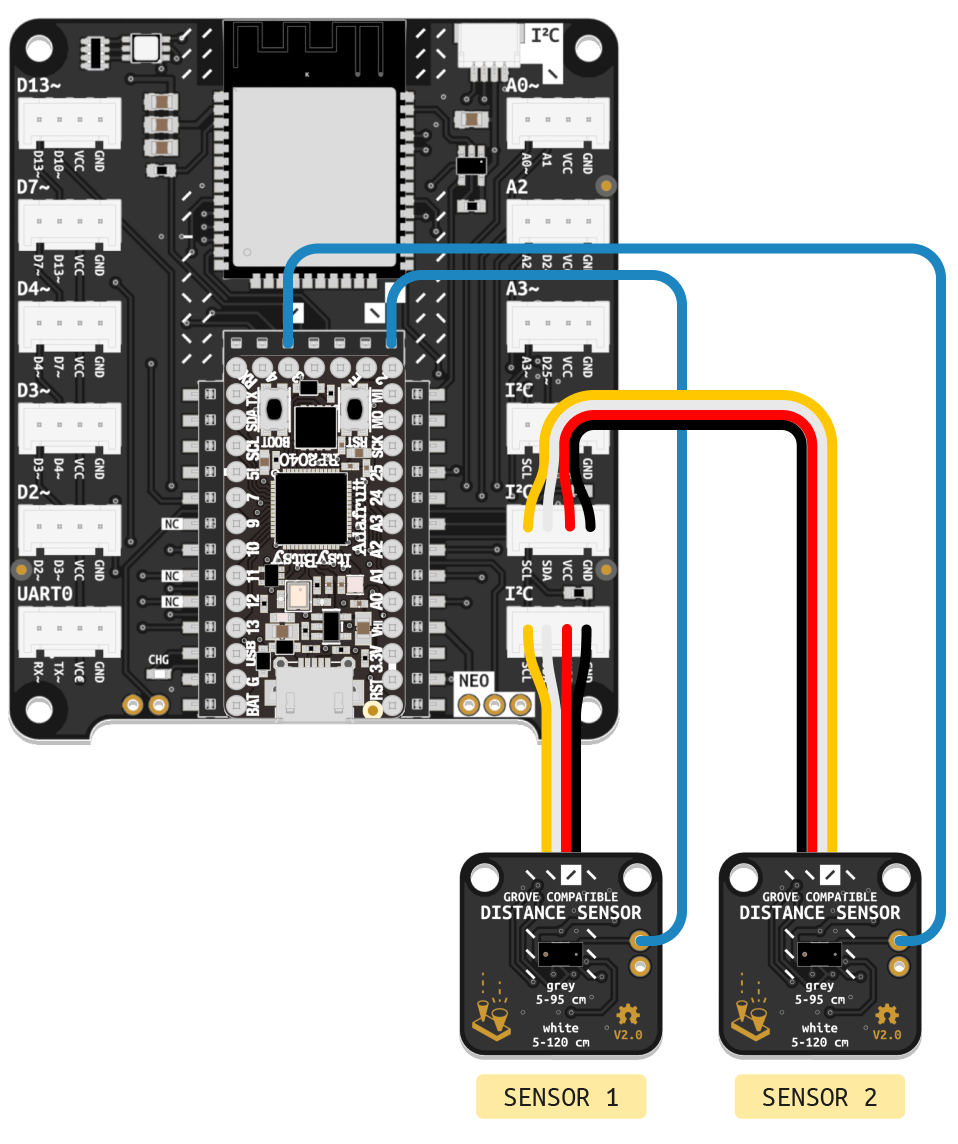 I²C
K
D13~
D13~
D10~
VCC
GND
A0~
A0~
A1
VCC
GND
D7~
D7~
D13~
VCC
GND
A2
A2
VCC
GND
D4~
D4~
D7~
VCC
GND
A3~
A3~
D25~
VCC
GND
D3~
D3~
D4~
VCC
GND
I²C
SCL
GND
D2~
D2~
D3~
VCC
GND
SCL
SDA
VCC
GND
UART0
RX~
TX~
VCC
GND
I²C
SCL
NC
NC
NC
CHG
NEO
TX
SDA
SCL
5!
7
9
10
11
12
13
USB
G
BAT
2
MI
MO
SCK
25
24
A3
A2
A1
A0
3.3V
RST
BOOT
RST
RP2040
Adafruit
ItsyBitsy
GROVE COMPATIBLE
DISTANCE SENSOR
grey
5-95 cm
white
5-120 cm
V2.0
GROVE COMPATIBLE
DISTANCE SENSOR
grey
5-95 cm
white
5-120 cm
V2.0
SENSOR 1
SENSOR 2